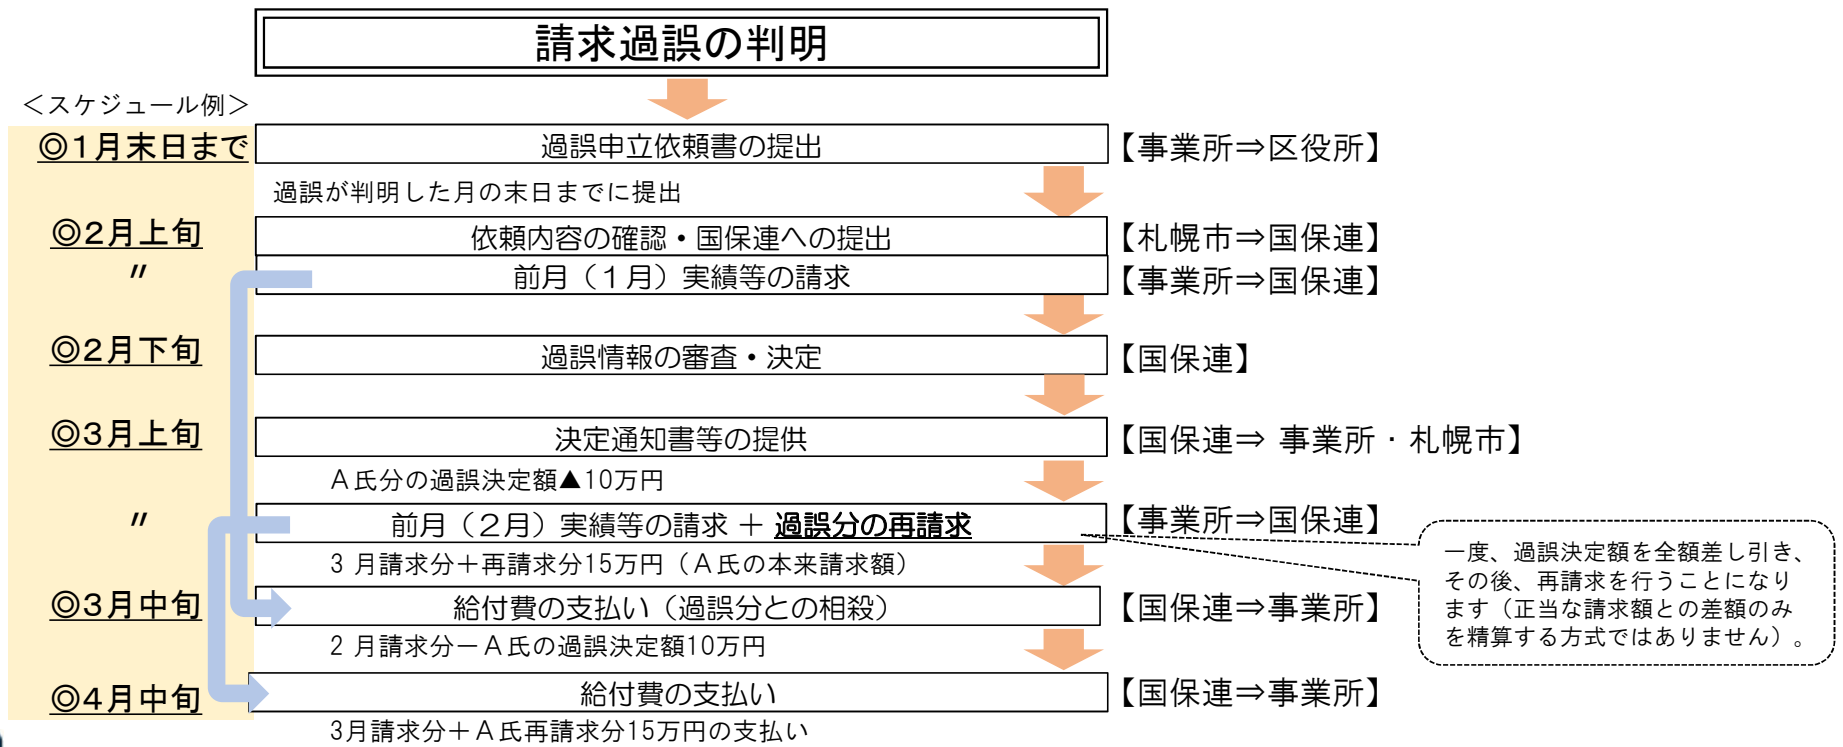 請求過誤の判明
＜スケジュール例＞
◎１月末日まで
過誤申立依頼書の提出
【事業所⇒区役所】
過誤が判明した月の末日までに提出
◎２月上旬
依頼内容の確認・国保連への提出
【札幌市⇒国保連】
〃
前月（１月）実績等の請求
【事業所⇒国保連】
◎２月下旬
過誤情報の審査・決定
【国保連】
◎３月上旬
決定通知書等の提供
【国保連⇒ 事業所・札幌市】
Ａ氏分の過誤決定額▲10万円
〃
前月（２月）実績等の請求 ＋ 過誤分の再請求
【事業所⇒国保連】
3 月請求分＋再請求分15万円（Ａ氏の本来請求額）
一度、過誤決定額を全額差し引き、
その後、再請求を行うことになり
ます（正当な請求額との差額のみ
を精算する方式ではありません）。
◎３月中旬
給付費の支払い（過誤分との相殺）
【国保連⇒事業所】
2 月請求分－Ａ氏の過誤決定額10万円
◎４月中旬
給付費の支払い
【国保連⇒事業所】
3月請求分＋Ａ氏再請求分15万円の支払い